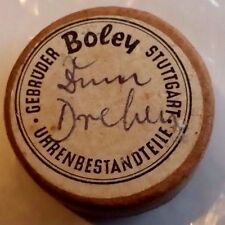 GEBRÜDER Boley STUTTGART
Drehen
· UHRENBESTANDTEILE ·